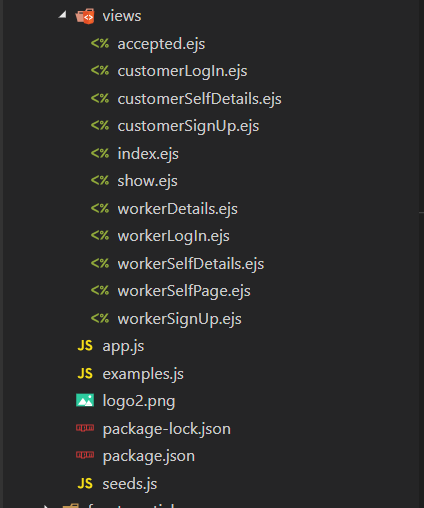 views
accepted.ejs
customerLogIn.ejs
customerSelfDetails.ejs
customerSignUp.ejs
index.ejs
show.ejs
workerDetails.ejs
workerLogIn.ejs
workerSelfDetails.ejs
workerSelfPage.ejs
workerSignUp.ejs
JS app.js
JS examples.js
logo2.png
package-lock.json
package.json
JS seeds.js